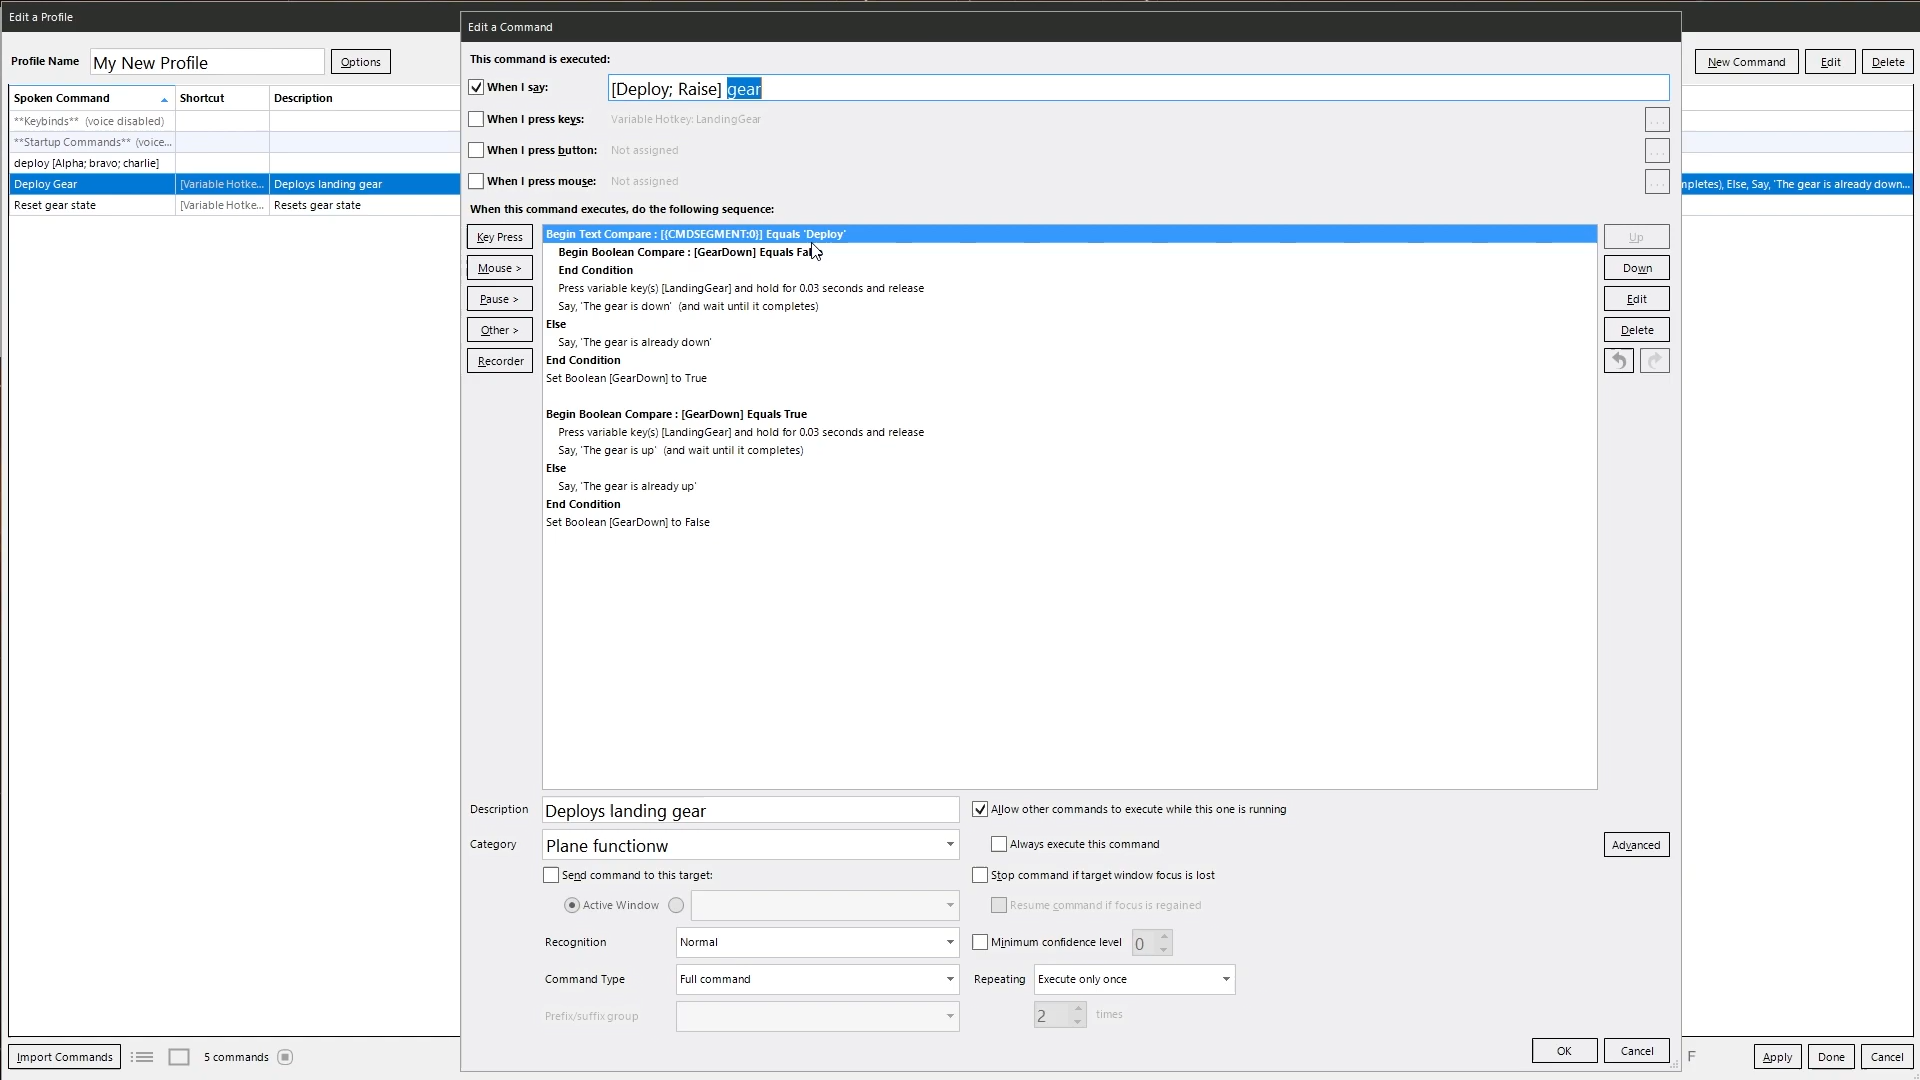 Edit a Profile
Edit a Command
Profile Name My New Profile Options
New Command Edit Delete
Spoken Command Shortcut Description
**Keybinds** (voice disabled)
**Startup Commands** (voice...
deploy [Alpha; bravo; charlie]
Deploy Gear [Variable Hotke... Deploys landing gear
Reset gear state [Variable Hotke... Resets gear state
This command is executed:
When I say: [Deploy; Raise] gear
When I press keys: Variable Hotkey: LandingGear ...
When I press button: Not assigned ...
When I press mouse: Not assigned ...
mpletes), Else, Say, 'The gear is already down...
When this command executes, do the following sequence:
Key Press
Mouse >
Pause >
Other >
Recorder
Begin Text Compare : [{CMDSEGMENT:0}] Equals 'Deploy'
Begin Boolean Compare : [GearDown] Equals
End Condition
Press variable key(s) [LandingGear] and hold for 0.03 seconds and release
Say, 'The gear is down' (and wait until it completes)
Else
Say, 'The gear is already down'
End Condition
Set Boolean [GearDown] to True
Begin Boolean Compare : [GearDown] Equals True
Press variable key(s) [LandingGear] and hold for 0.03 seconds and release
Say, 'The gear is up' (and wait until it completes)
Else
Say, 'The gear is already up'
End Condition
Set Boolean [GearDown] to False
Up
Down
Edit
Delete
Description Deploys landing gear
Category Plane functionw
Send command to this target:
Active Window
Recognition Normal
Command Type Full command
Prefix/suffix group
Allow other commands to execute while this one is running
Always execute this command
Advanced
Stop command if target window focus is lost
Resume command if focus is regained
Minimum confidence level 0
Repeating Execute only once
2 times
OK Cancel
Import Commands 5 commands
F Apply Done Cancel